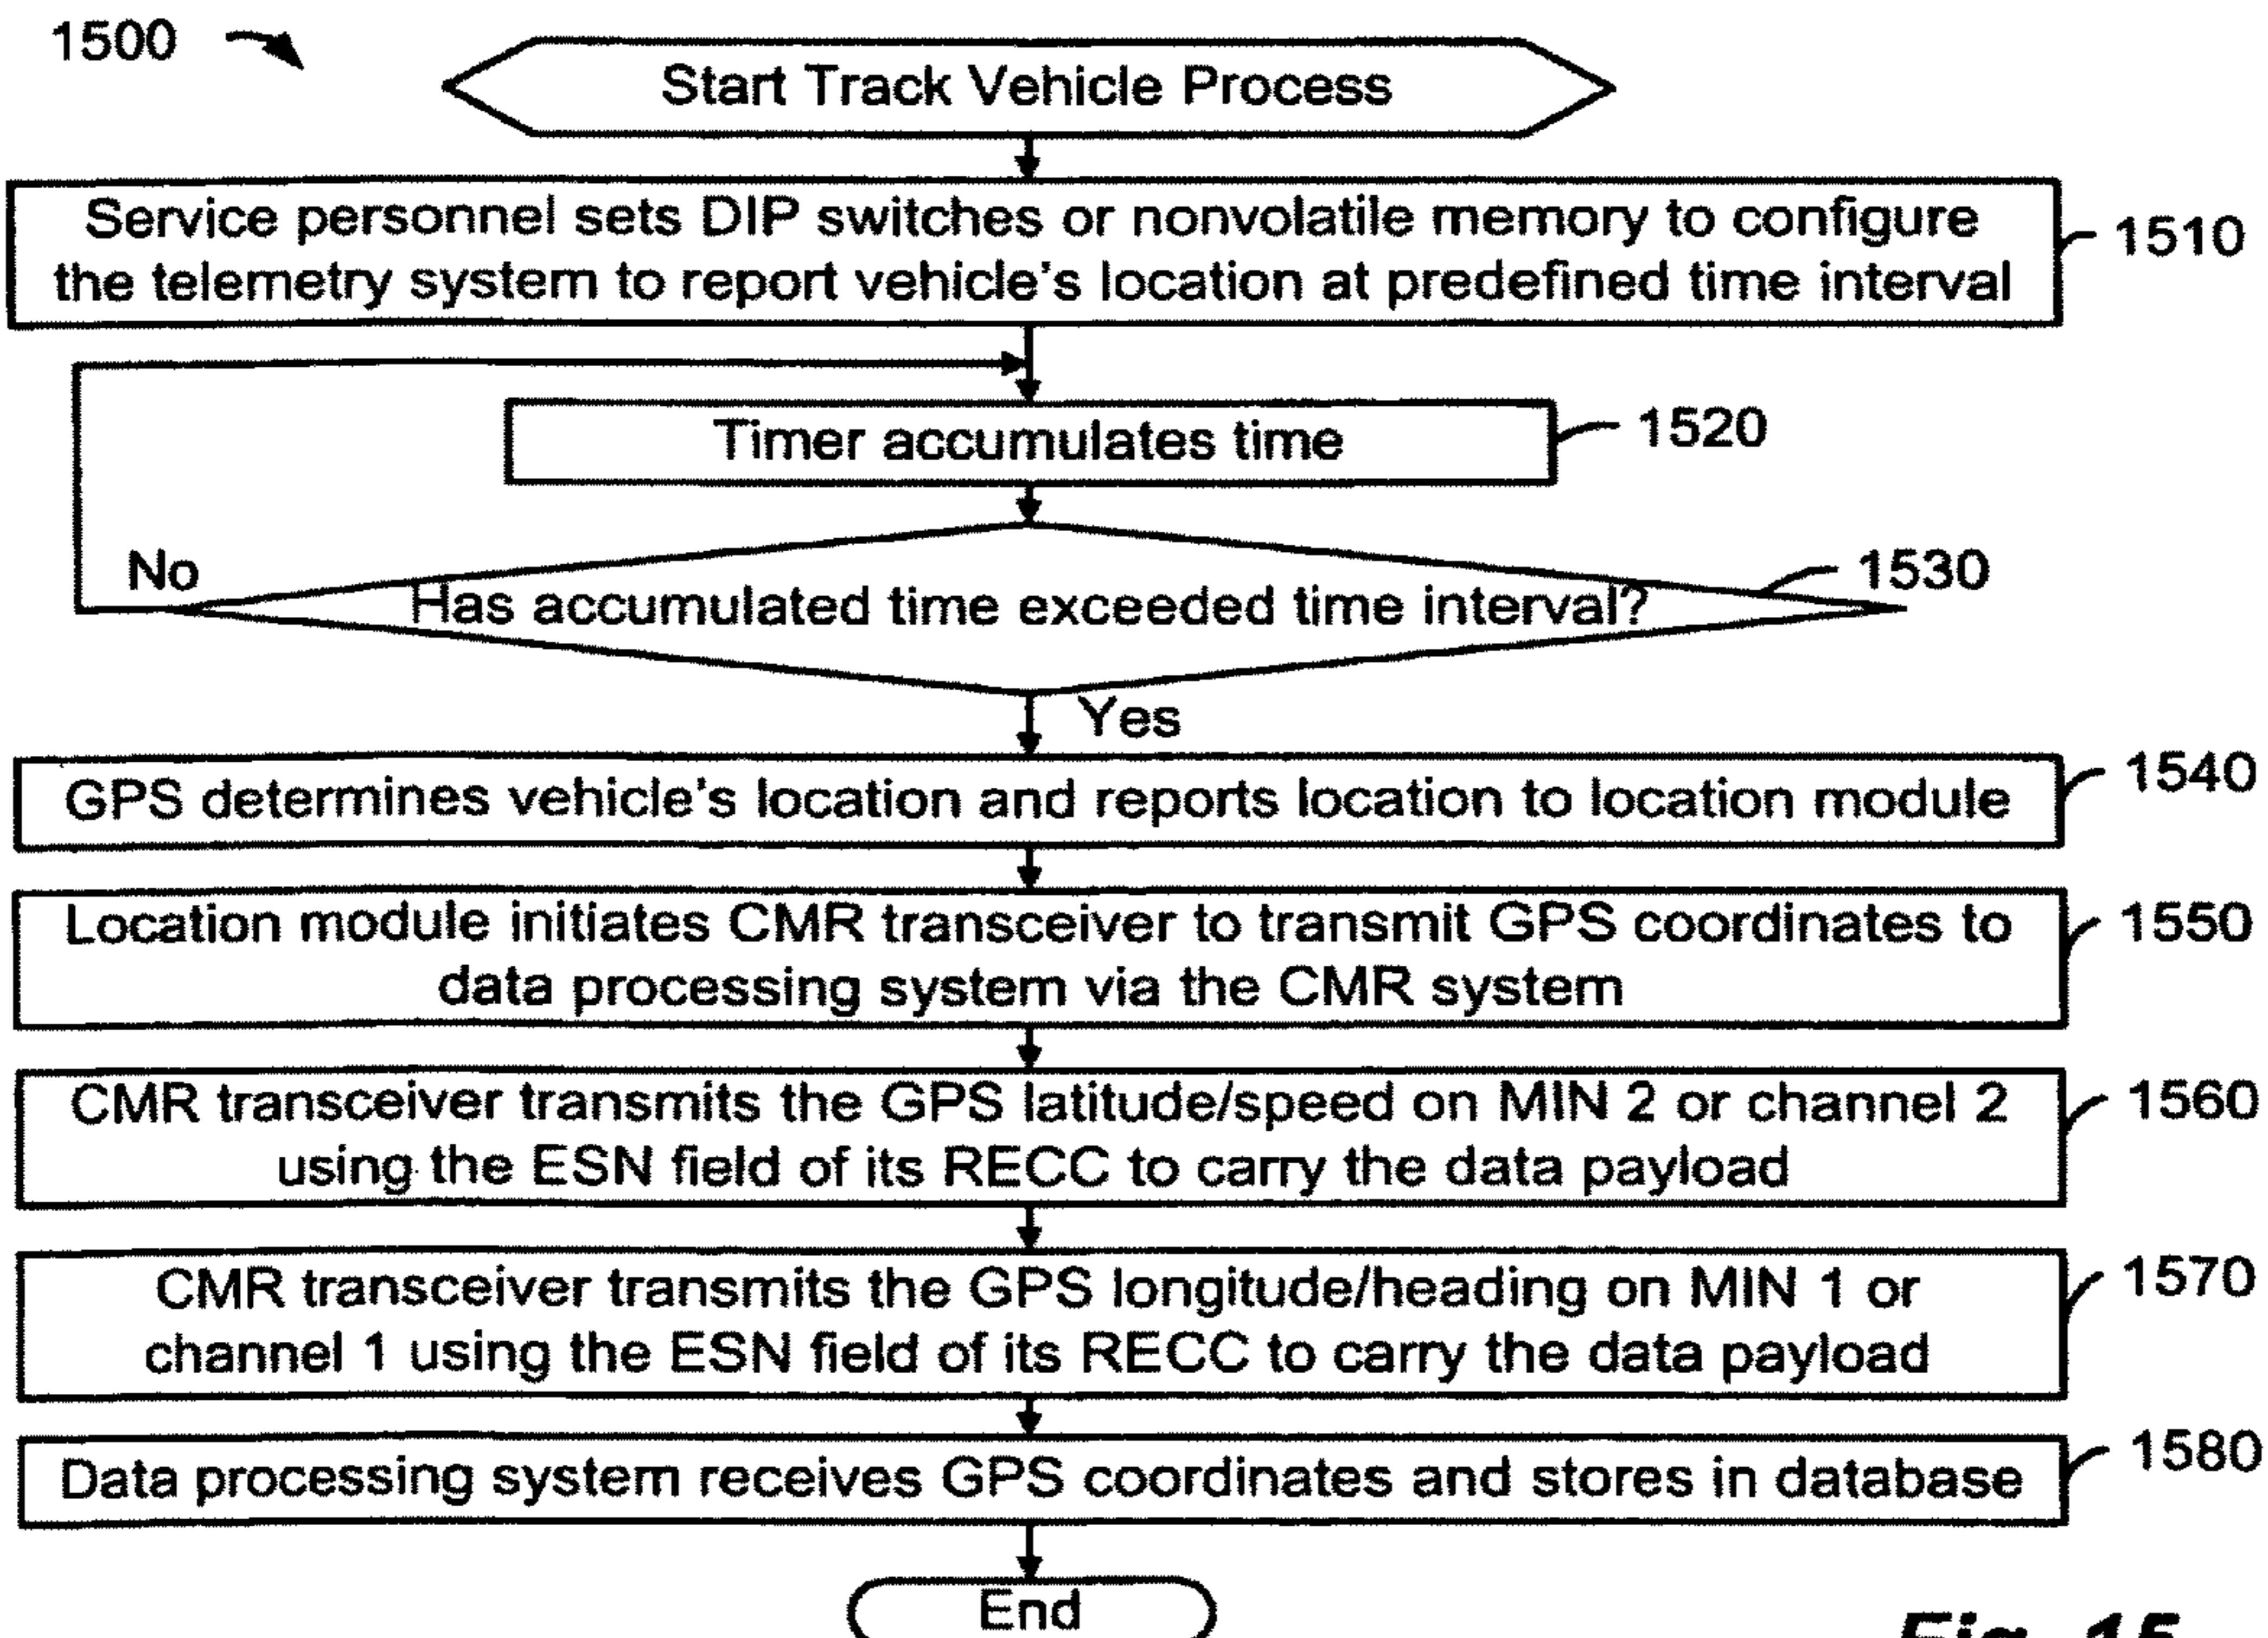 1500
Start Track Vehicle Process
Service personnel sets DIP switches or nonvolatile memory to configure
the telemetry system to report vehicle's location at predefined time interval
1510
Timer accumulates time
1520
No
Has accumulated time exceeded time interval?
1530
Yes
GPS determines vehicle's location and reports location to location module
1540
Location module initiates CMR transceiver to transmit GPS coordinates to
data processing system via the CMR system
1550
CMR transceiver transmits the GPS latitude/speed on MIN 2 or channel 2
using the ESN field of its RECC to carry the data payload
1560
CMR transceiver transmits the GPS longitude/heading on MIN 1 or
channel 1 using the ESN field of its RECC to carry the data payload
1570
Data processing system receives GPS coordinates and stores in database
1580
End
Fig. 15